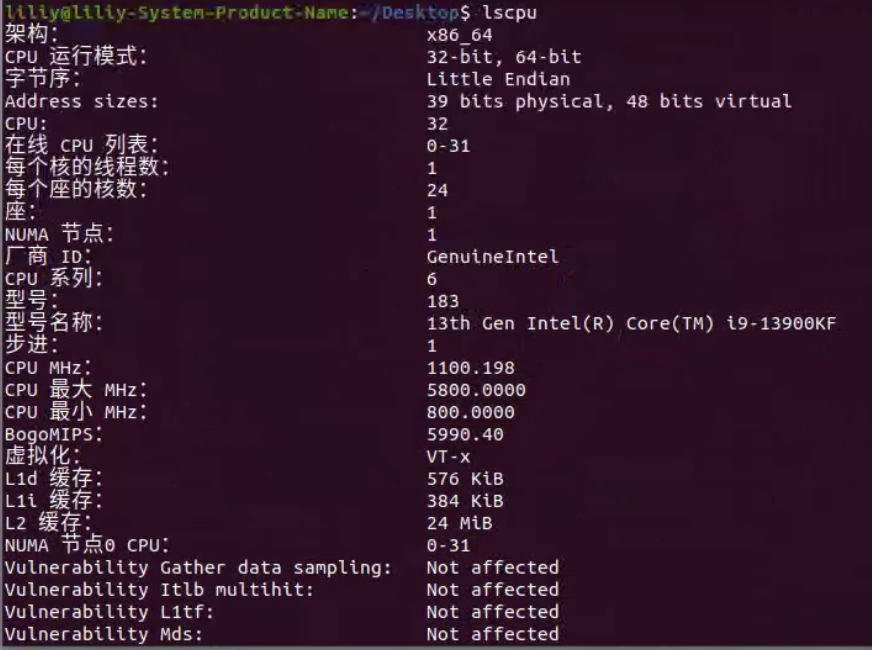 liliy@liliy-System-Product-Name:~/Desktop$ lscpu
架构: x86_64
CPU 运行模式: 32-bit, 64-bit
字节序: Little Endian
Address sizes: 39 bits physical, 48 bits virtual
CPU: 32
在线 CPU 列表: 0-31
每个核的线程数: 1
每个座的核数: 24
座: 1
NUMA 节点: 1
厂商 ID: GenuineIntel
CPU 系列: 6
型号: 183
型号名称: 13th Gen Intel(R) Core(TM) i9-13900KF
步进: 1
CPU MHz: 1100.198
CPU 最大 MHz: 5800.0000
CPU 最小 MHz: 800.0000
BogoMIPS: 5990.40
虚拟化: VT-x
L1d 缓存: 576 KiB
L1i 缓存: 384 KiB
L2 缓存: 24 MiB
NUMA 节点0 CPU: 0-31
Vulnerability Gather data sampling: Not affected
Vulnerability Itlb multihit: Not affected
Vulnerability L1tf: Not affected
Vulnerability Mds: Not affected